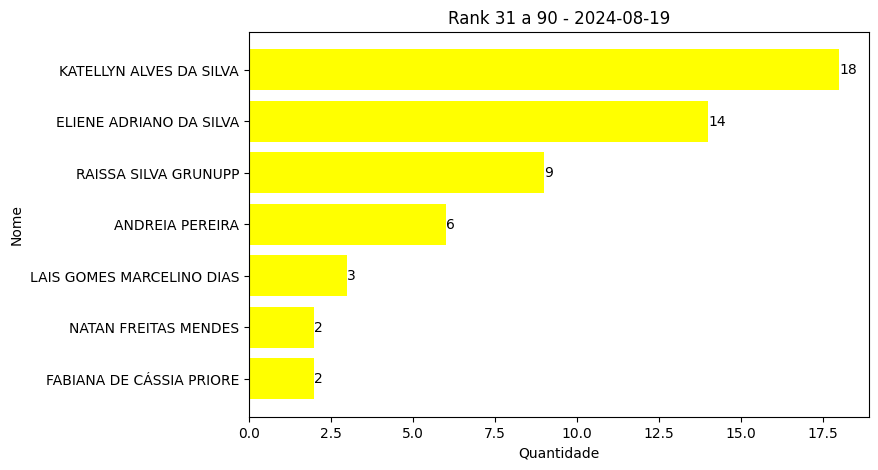 Rank 31 a 90 - 2024-08-19
KATELLYN ALVES DA SILVA 18
ELIENE ADRIANO DA SILVA 14
RAISSA SILVA GRUNUPP 9
ANDREIA PEREIRA 6
LAIS GOMES MARCELINO DIAS 3
NATAN FREITAS MENDES 2
FABIANA DE CÁSSIA PRIORE 2
Nome
0.0 2.5 5.0 7.5 10.0 12.5 15.0 17.5
Quantidade